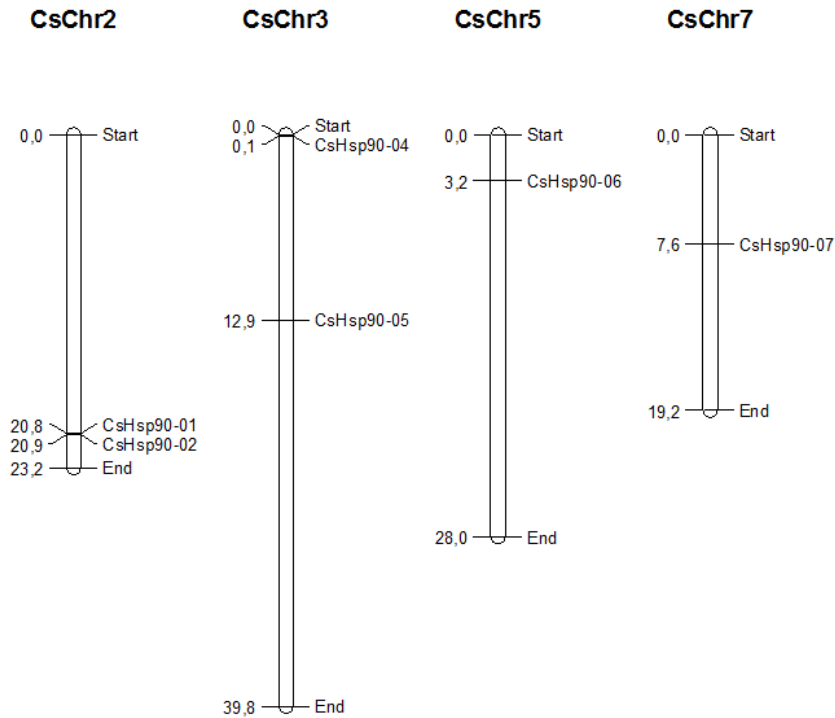 CsChr2 CsChr3 CsChr5 CsChr7
0,0 Start
20,8 CsHsp90-01
20,9 CsHsp90-02
23,2 End
0,0 Start
0,1 CsHsp90-04
12,9 CsHsp90-05
39,8 End
0,0 Start
3,2 CsHsp90-06
28,0 End
0,0 Start
7,6 CsHsp90-07
19,2 End